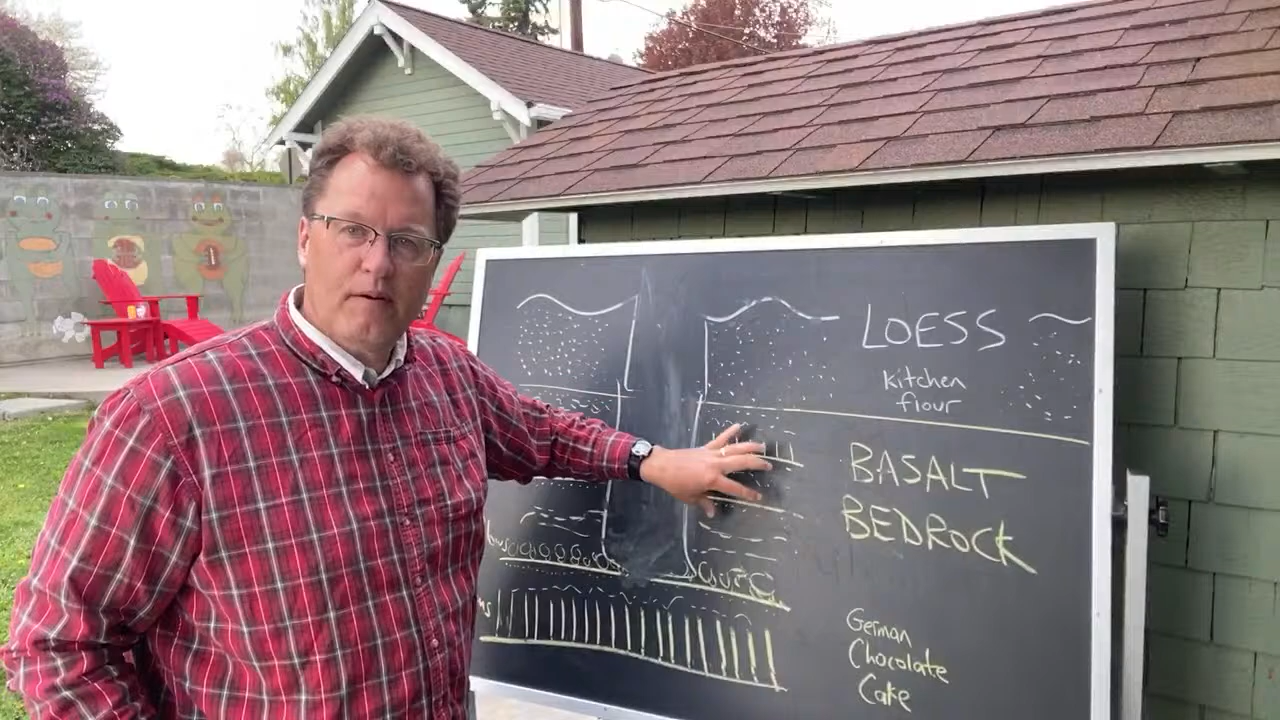 LOESS
kitchen
flour
BASALT
BEDROCK
German
Chocolate
Cake